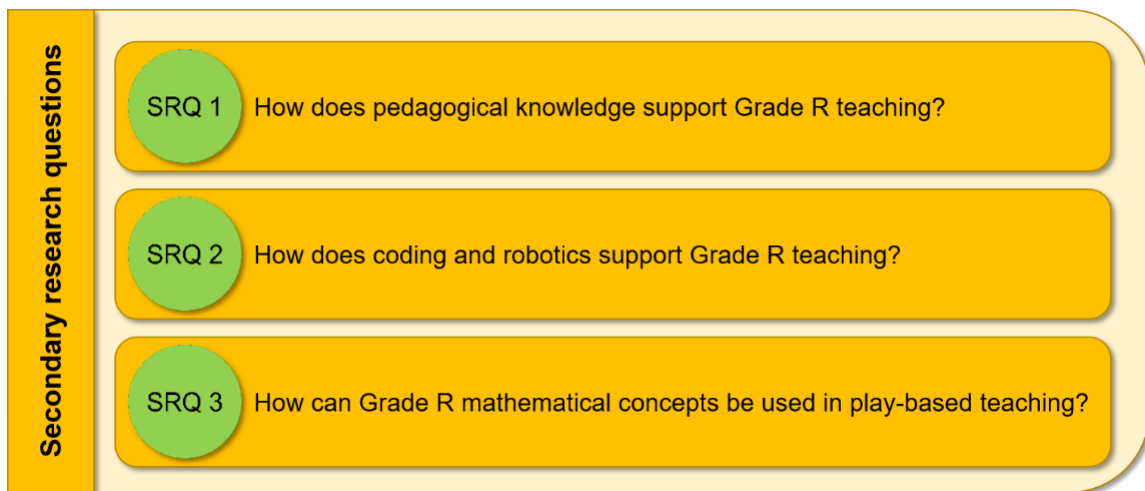 Secondary research questions
SRQ 1 How does pedagogical knowledge support Grade R teaching?
SRQ 2 How does coding and robotics support Grade R teaching?
SRQ 3 How can Grade R mathematical concepts be used in play-based teaching?